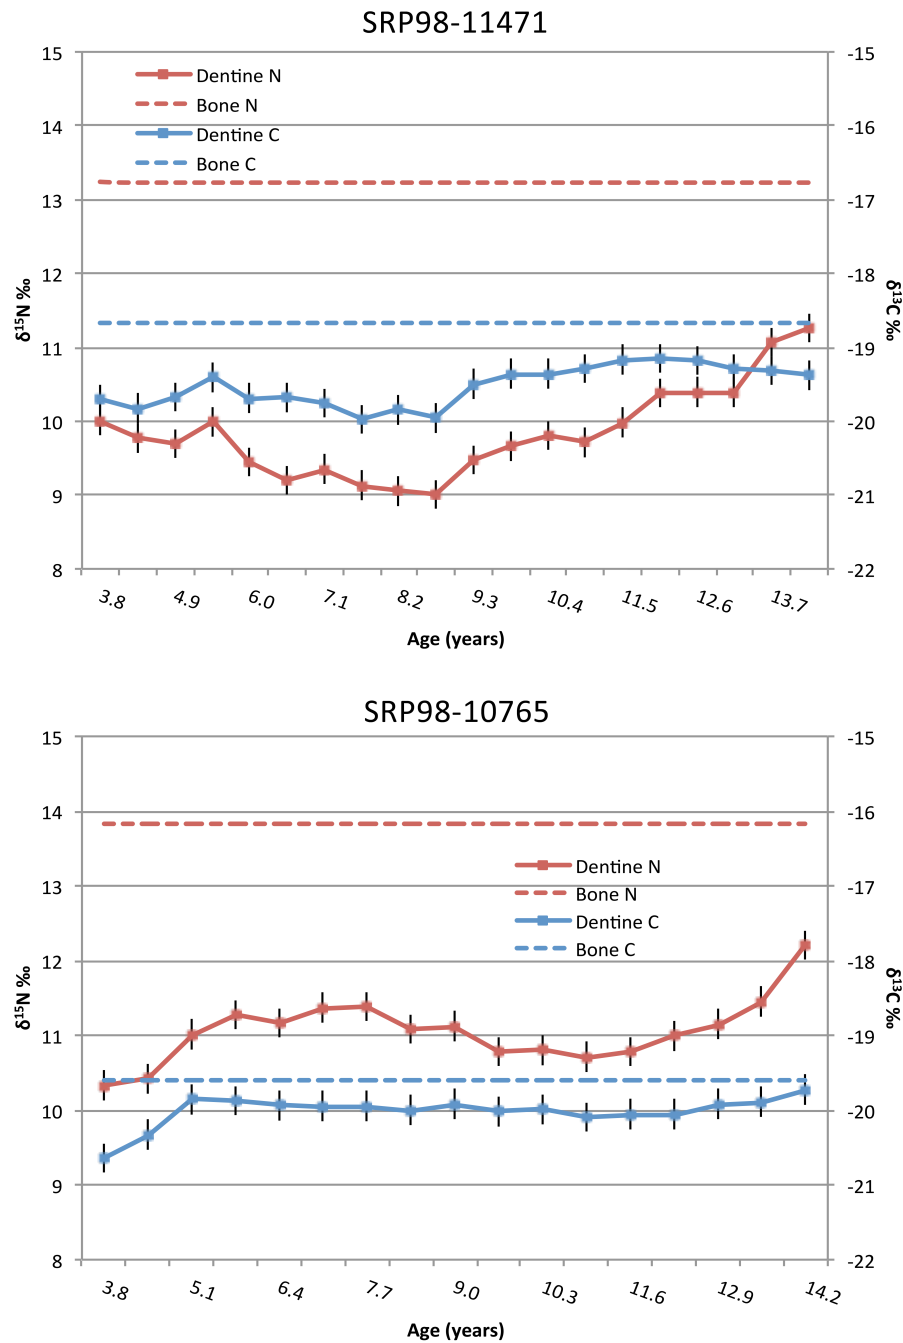 SRP98-11471
15
14
13
12
11
10
9
8
-15
-16
-17
-18
-19
-20
-21
-22
Dentine N
Bone N
Dentine C
Bone C
δ15N ‰
δ13C ‰
3.8 4.9 6.0 7.1 8.2 9.3 10.4 11.5 12.6 13.7
Age (years)
SRP98-10765
15
14
13
12
11
10
9
8
-15
-16
-17
-18
-19
-20
-21
-22
Dentine N
Bone N
Dentine C
Bone C
δ15N ‰
δ13C ‰
3.8 5.1 6.4 7.7 9.0 10.3 11.6 12.9 14.2
Age (years)